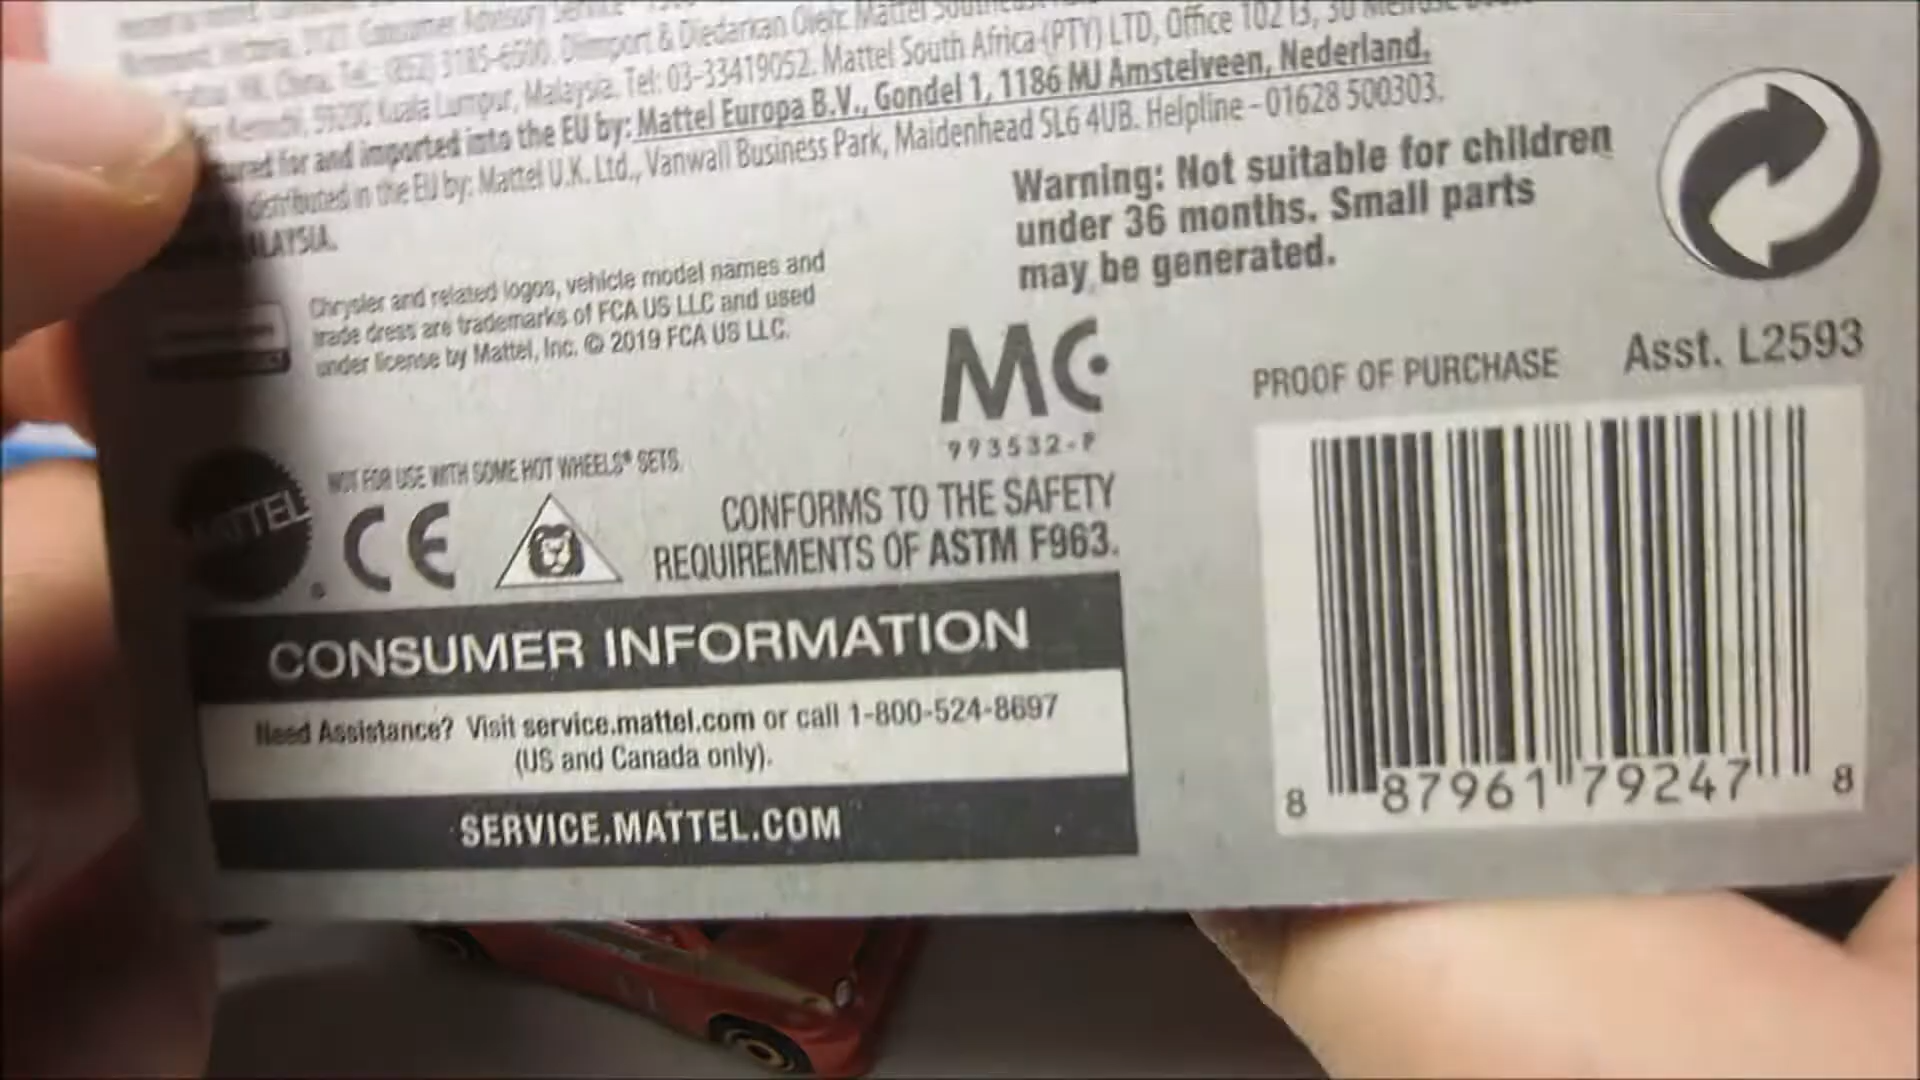 Consumer Advisory Service
Tel: (852) 3185-6500. Diimport & Diedarkan Oleh: Mattel Southeast
59200 Kuala Lumpur, Malaysia. Tel: 03-33419052. Mattel South Africa (PTY) LTD, Office 102 I3, 30
for and imported into the EU by: Mattel Europa B.V., Gondel 1, 1186 MJ Amstelveen, Nederland.
distributed in the EU by: Mattel U.K. Ltd., Vanwall Business Park, Maidenhead SL6 4UB. Helpline - 01628 500303.
Warning: Not suitable for children
under 36 months. Small parts
may be generated.
Chrysler and related logos, vehicle model names and
trade dress are trademarks of FCA US LLC and used
under license by Mattel, Inc. © 2019 FCA US LLC.
MC
993532-P
PROOF OF PURCHASE Asst. L2593
NOT FOR USE WITH SOME HOT WHEELS® SETS.
MATTEL
CE
CONFORMS TO THE SAFETY
REQUIREMENTS OF ASTM F963.
CONSUMER INFORMATION
Need Assistance? Visit service.mattel.com or call 1-800-524-8697
(US and Canada only).
SERVICE.MATTEL.COM
8 87961 79247 8